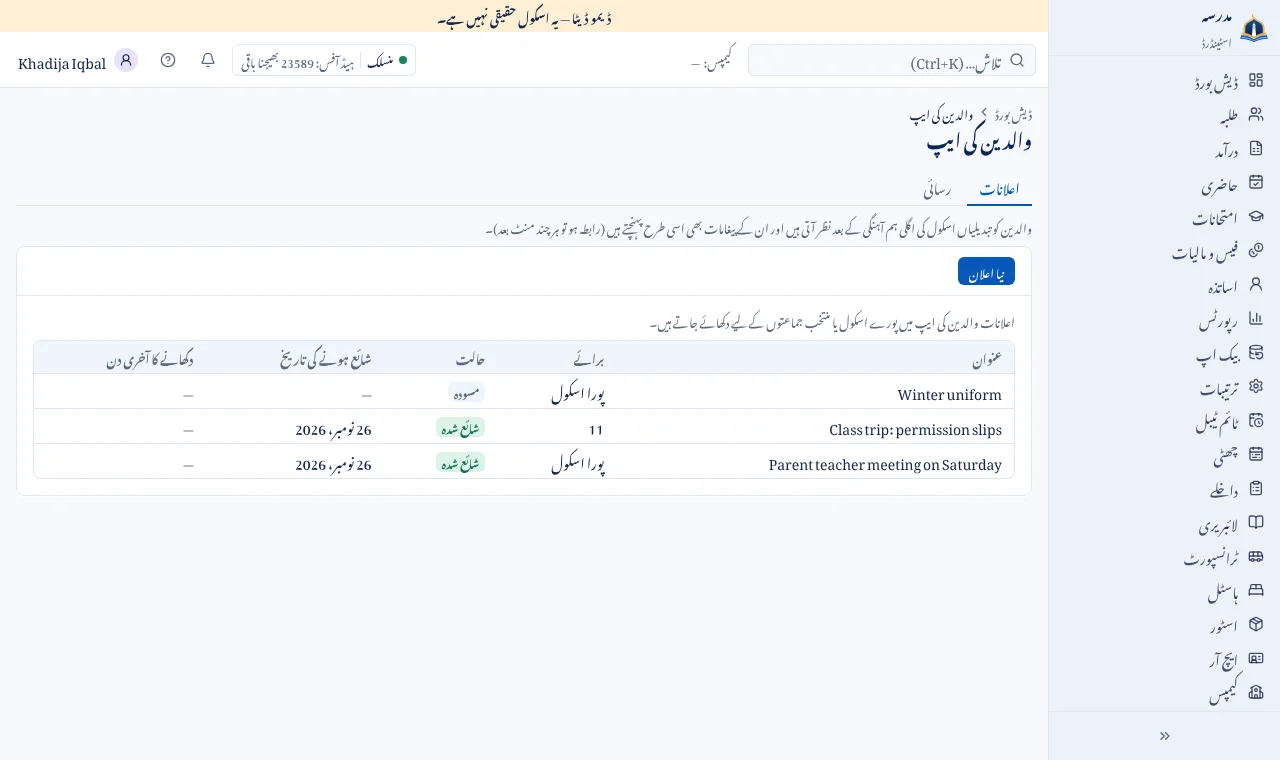 ڈیمو ڈیٹا — یہ اسکول حقیقی نہیں ہے۔
مدرسہ
اسٹینڈرڈ
ڈیش بورڈ
طلبہ
درآمد
حاضری
امتحانات
فیس و مالیات
اساتذہ
رپورٹس
بیک اپ
ترتیبات
ٹائم ٹیبل
چھٹی
داخلے
لائبریری
ٹرانسپورٹ
ہاسٹل
اسٹور
ایچ آر
کیمپس
تلاش... (Ctrl+K)
کیمپس: —
منسلک
ہیڈ آفس: 23589 بھیجنا باقی
Khadija Iqbal
ڈیش بورڈ
والدین کی ایپ
والدین کی ایپ
اعلانات
رسائی
والدین کو تبدیلیاں اسکول کی اگلی ہم آہنگی کے بعد نظر آتی ہیں اور ان کے پیغامات بھی اسی طرح پہنچتے ہیں (رابطہ ہو تو ہر چند منٹ بعد)۔
نیا اعلان
اعلانات والدین کی ایپ میں پورے اسکول یا منتخب جماعتوں کے لیے دکھائے جاتے ہیں۔
عنوان برائے حالت شائع ہونے کی تاریخ دکھانے کا آخری دن
Winter uniform پورا اسکول مسودہ — —
Class trip: permission slips 11 شائع شدہ 26 نومبر، 2026 —
Parent teacher meeting on Saturday پورا اسکول شائع شدہ 26 نومبر، 2026 —